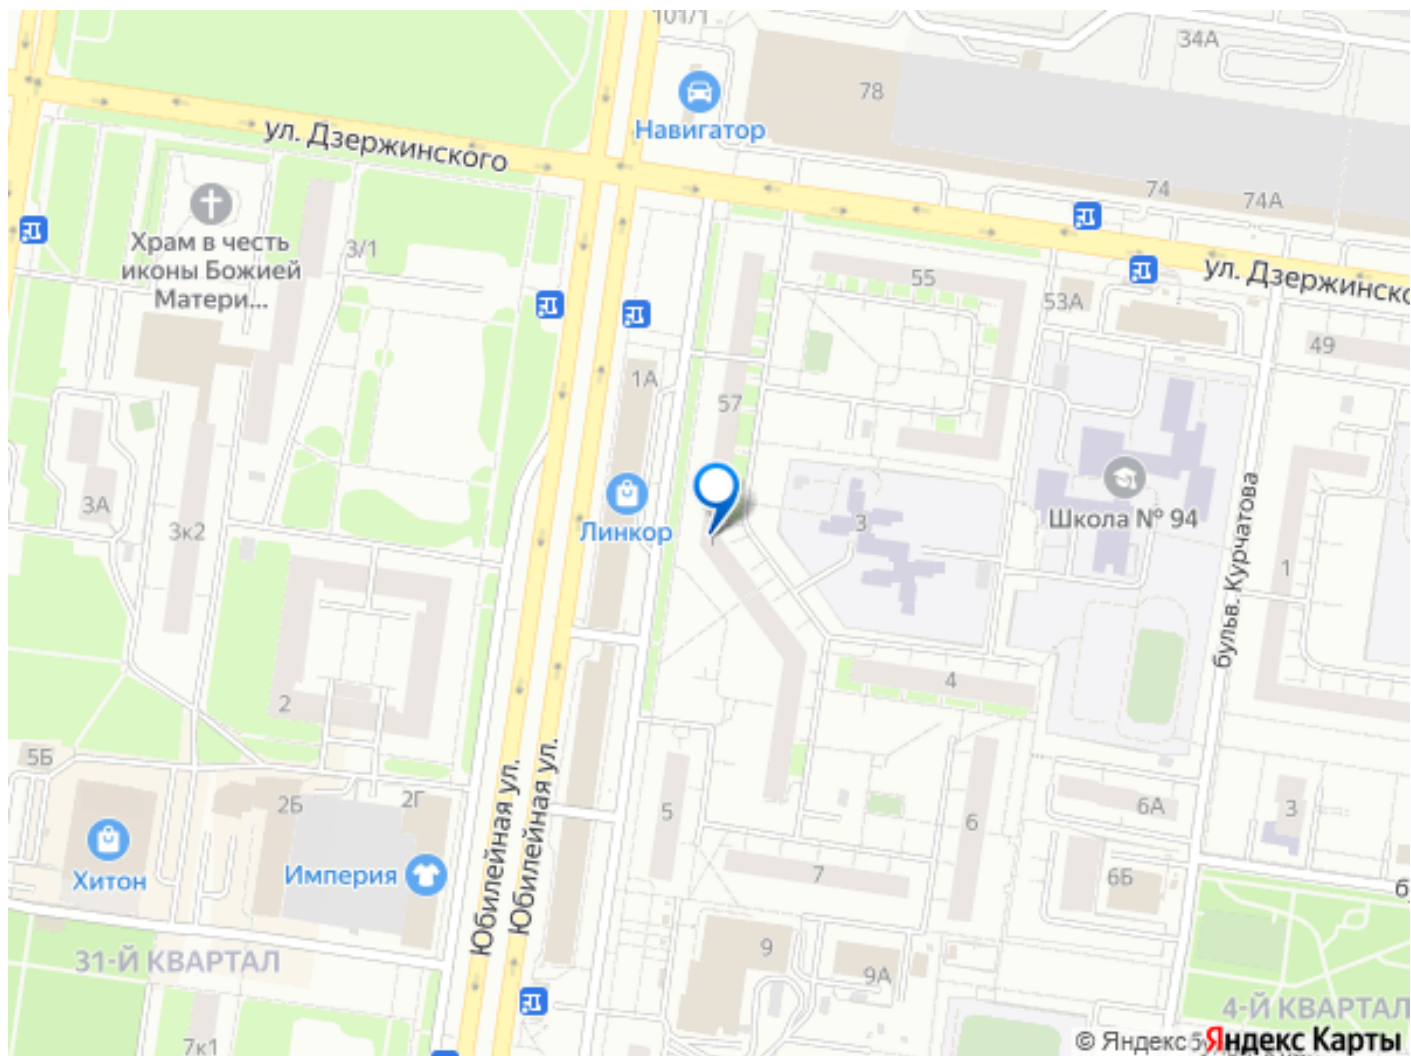 101/1
34А
78
Навигатор
ул. Дзержинского
74
74А
Храм в честь
иконы Божией
Матери...
3/1
55
53А
ул. Дзержинско
49
1А
57
3А
3к2
Линкор
3
Школа № 94
бульв. Курчатова
1
1
4
2
5Б
2Б
2Г
Юбилейная ул.
Юбилейная ул.
5
6
6А
3
Хитон
Империя
7
6Б
б
31-Й КВАРТАЛ
9
9А
4-Й КВАРТАЛ
7к1
© Яндекс
Яндекс Карты